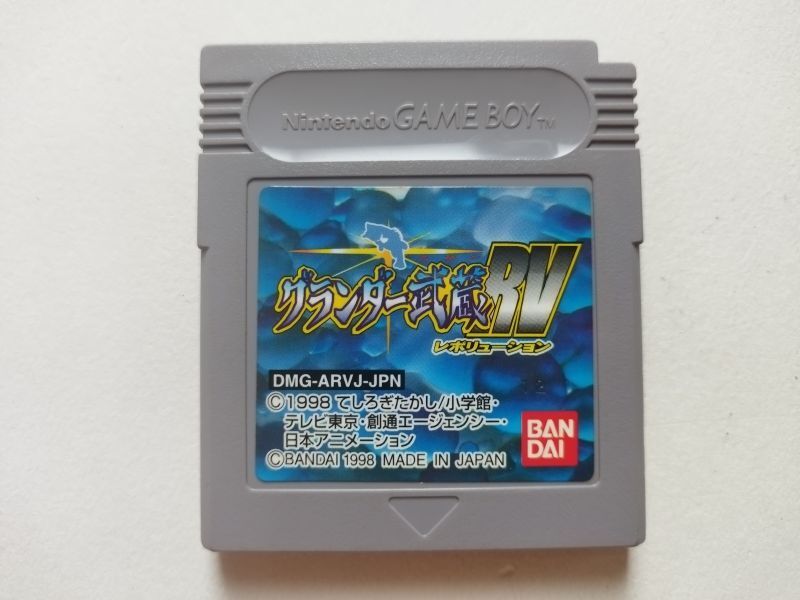 Nintendo GAME BOY™
グランダー武蔵RV
レボリューション
DMG-ARVJ-JPN
©1998 てしろぎたかし/小学館・
テレビ東京・創通エージェンシー・
日本アニメーション
©BANDAI 1998 MADE IN JAPAN
BAN
DAI